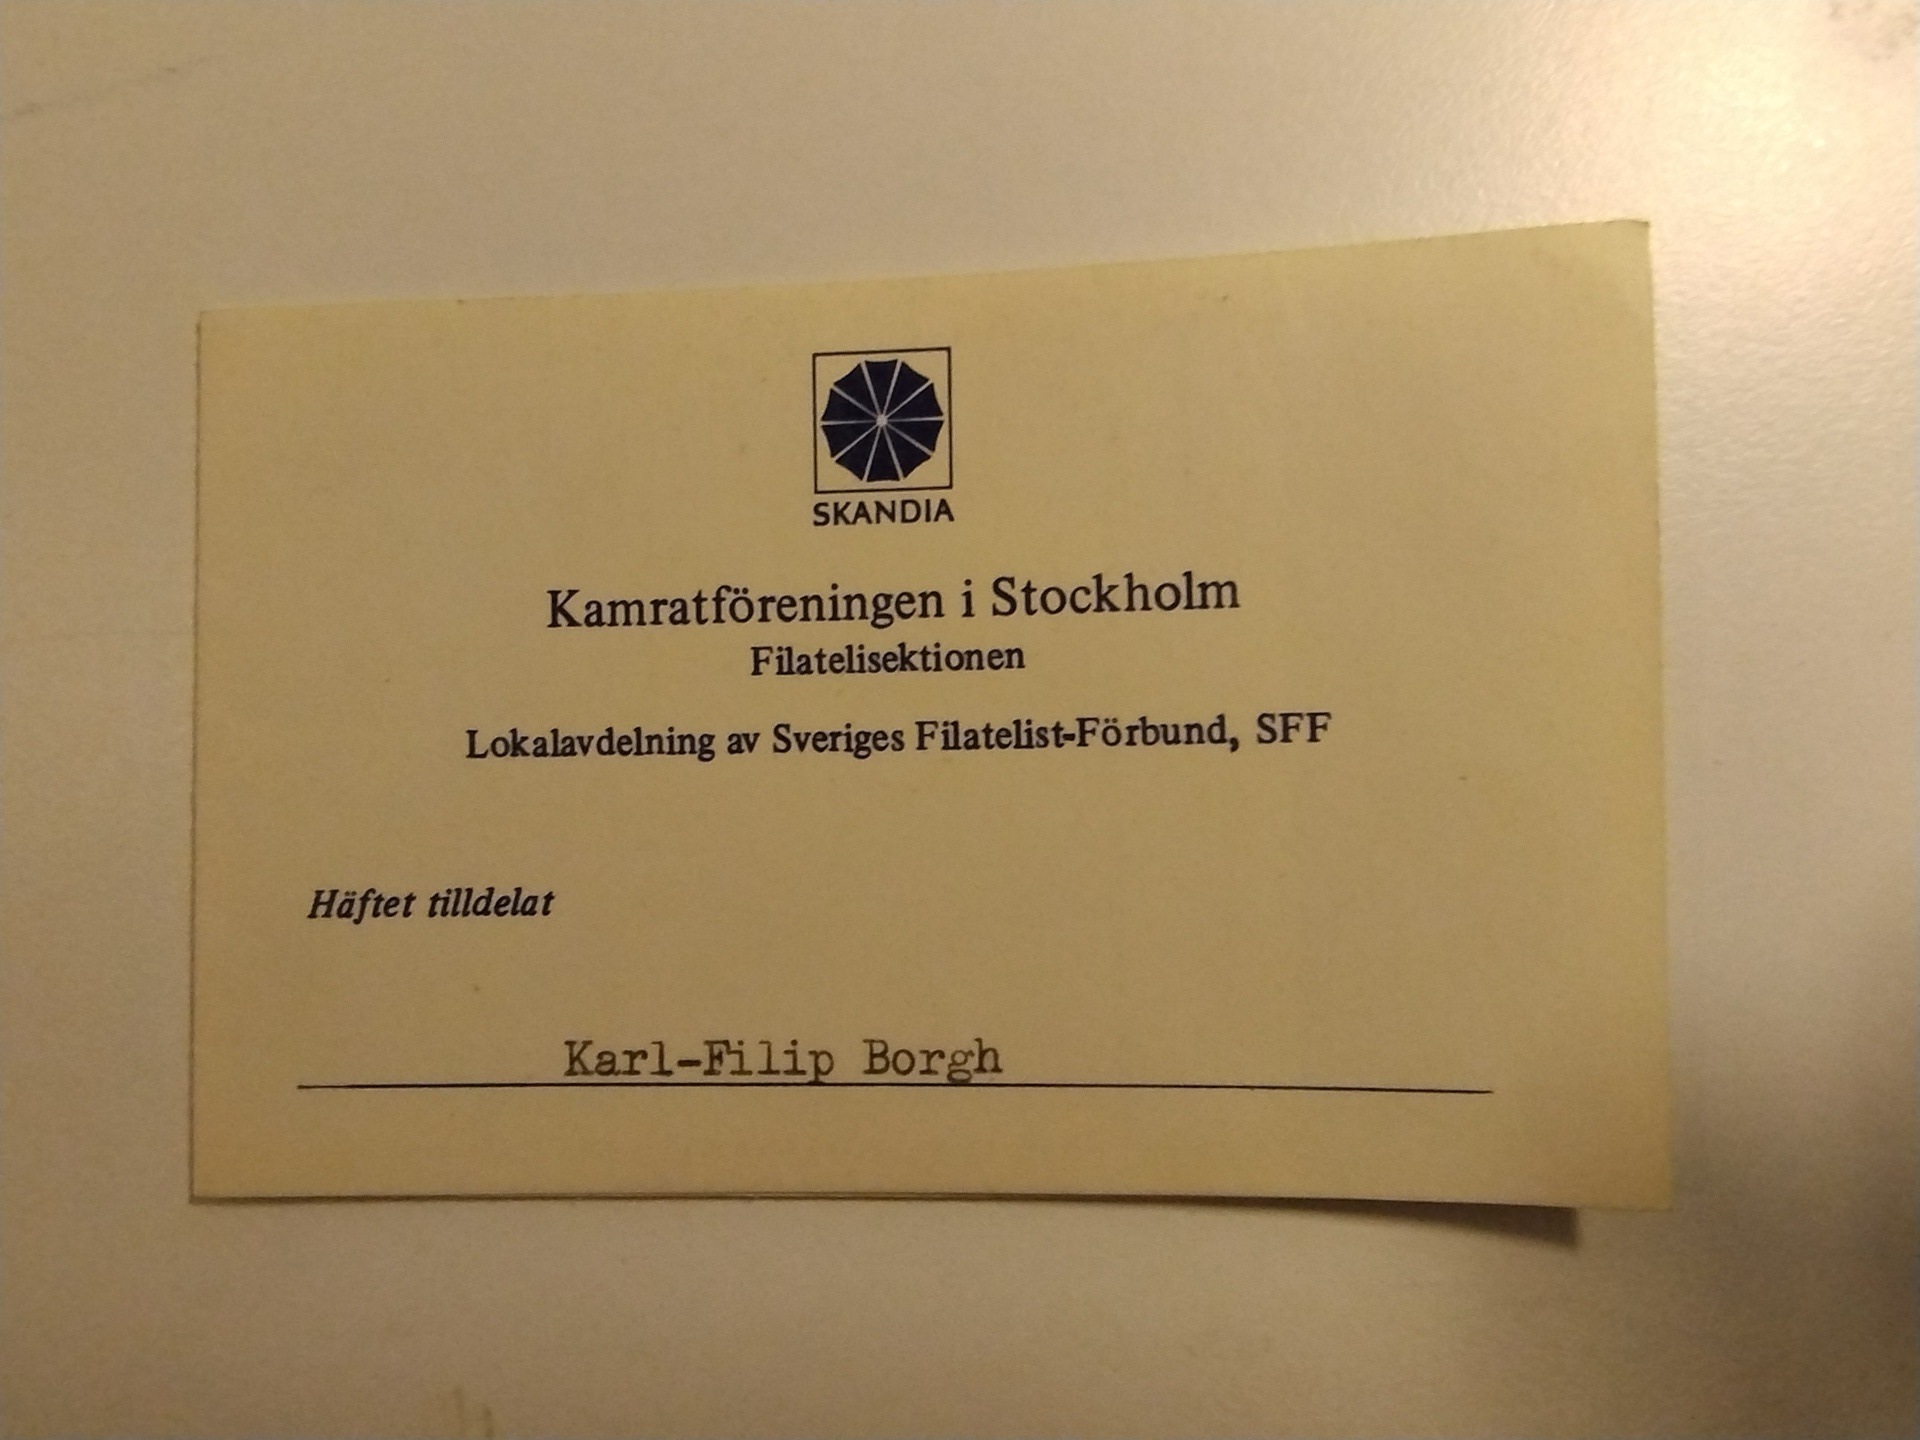 SKANDIA
Kamratföreningen i Stockholm
Filatelisektionen
Lokalavdelning av Sveriges Filatelist-Förbund, SFF
Häftet tilldelat
Karl-Filip Borgh